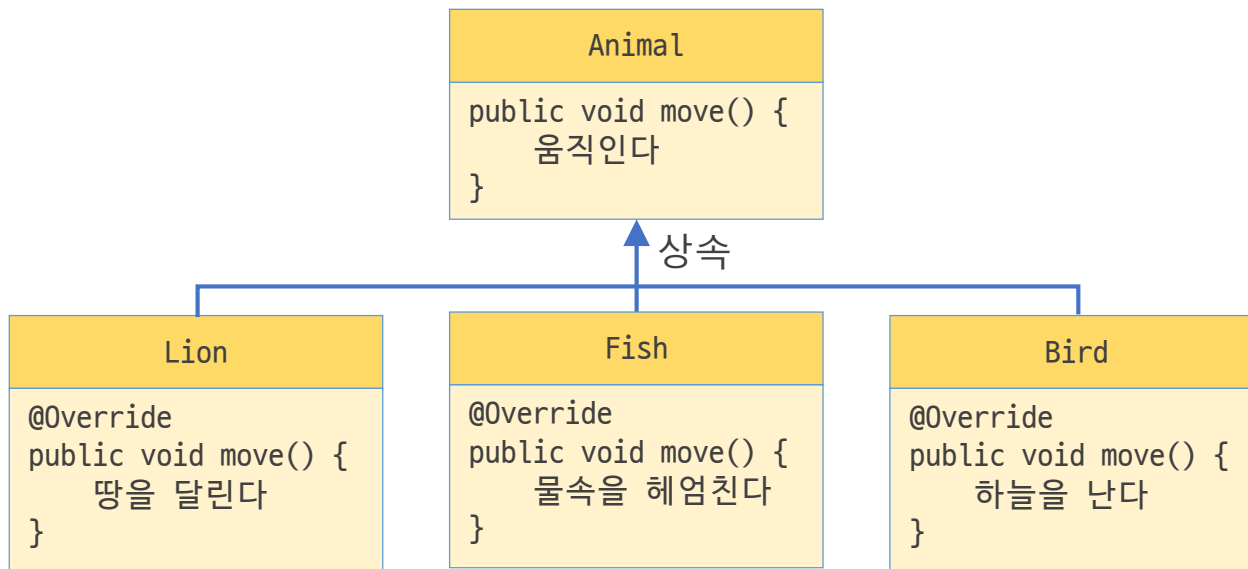 Animal
public void move() {
움직인다
}
상속
Lion
@Override
public void move() {
땅을 달린다
}
Fish
@Override
public void move() {
물속을 헤엄친다
}
Bird
@Override
public void move() {
하늘을 난다
}